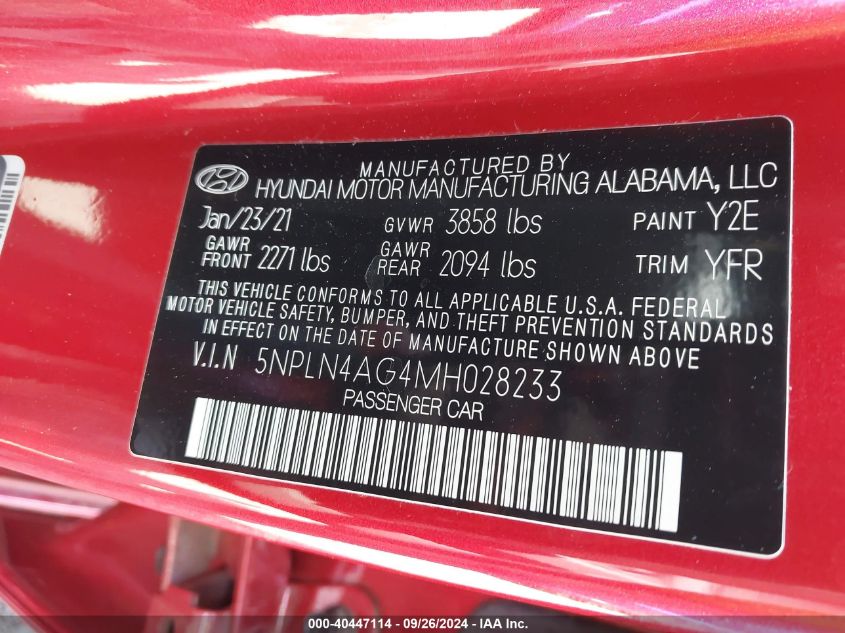 MANUFACTURED BY
HYUNDAI MOTOR MANUFACTURING ALABAMA, LLC
Jan/23/21 GVWR 3858 lbs PAINT Y2E
GAWR FRONT 2271 lbs GAWR REAR 2094 lbs TRIM YFR
THIS VEHICLE CONFORMS TO ALL APPLICABLE U.S.A. FEDERAL
MOTOR VEHICLE SAFETY, BUMPER, AND THEFT PREVENTION STANDARDS
IN EFFECT ON THE DATE OF MANUFACTURE SHOWN ABOVE
V.I.N 5NPLN4AG4MH028233
PASSENGER CAR
000-40447114 - 09/26/2024 - IAA Inc.